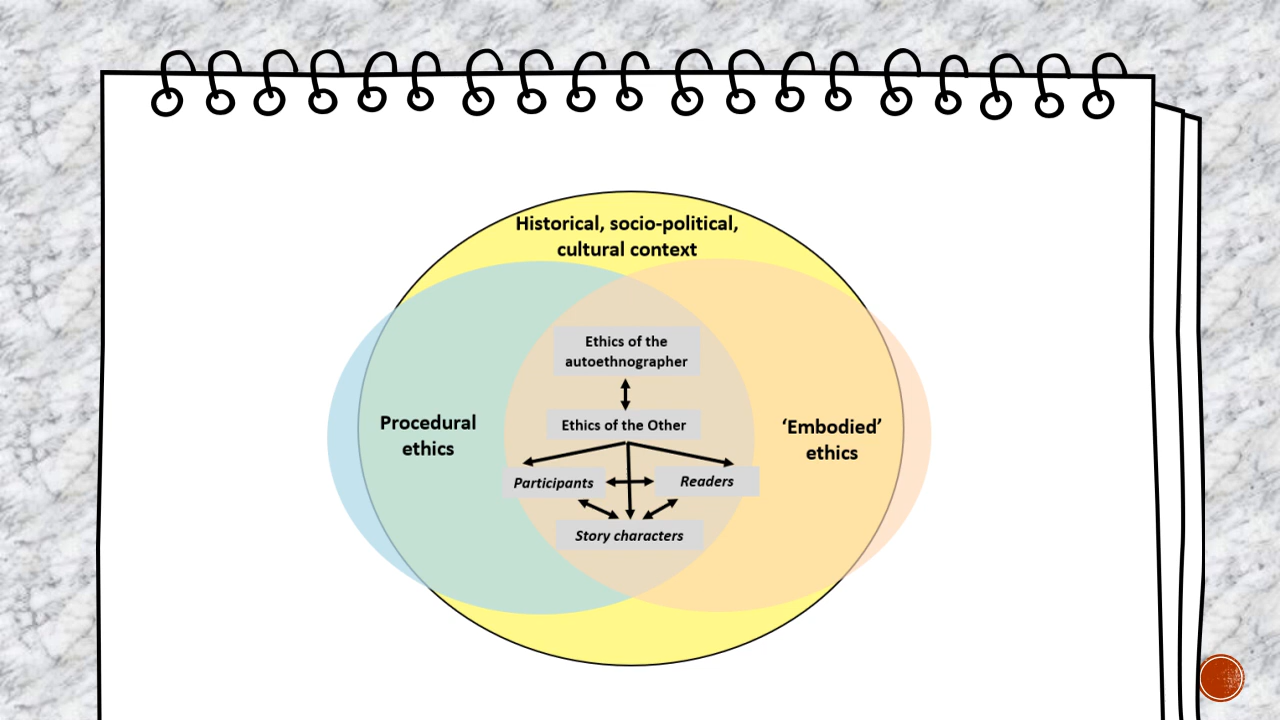 Historical, socio-political,
cultural context
Ethics of the
autoethnographer
Procedural
ethics
Ethics of the Other
‘Embodied’
ethics
Participants
Readers
Story characters